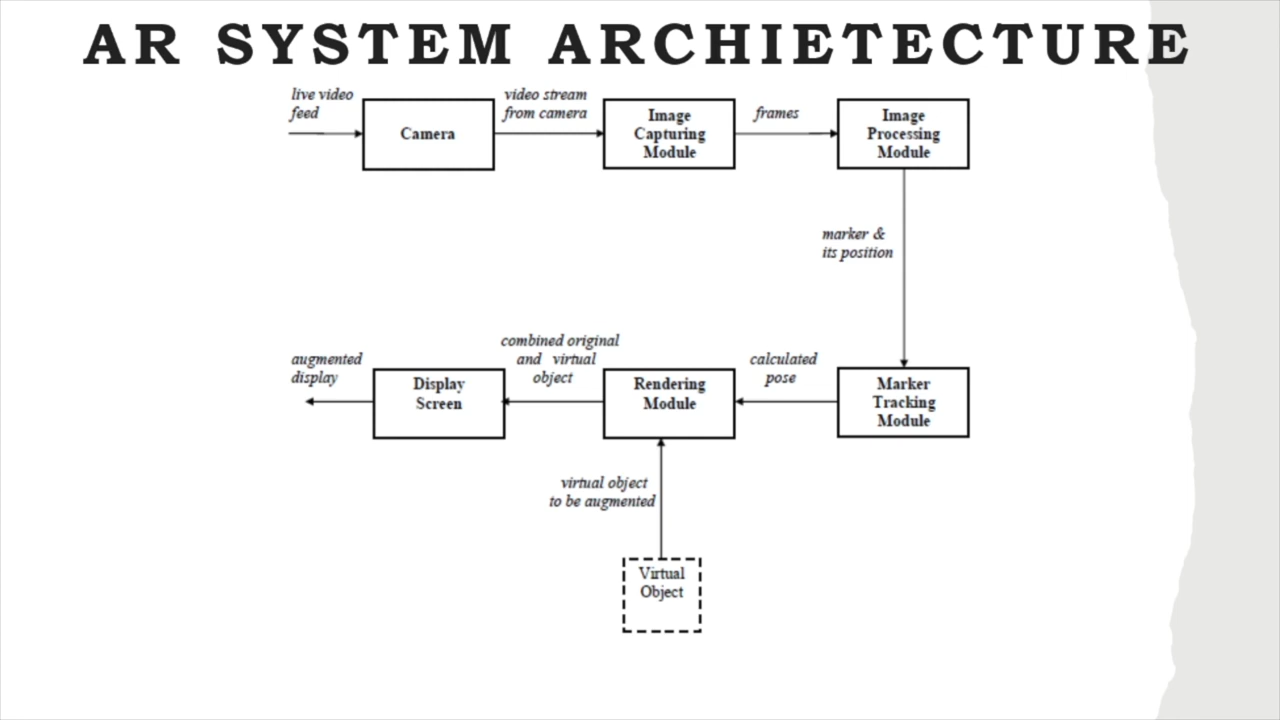 AR SYSTEM ARCHIETECTURE
live video
feed
Camera
video stream
from camera
Image
Capturing
Module
frames
Image
Processing
Module
marker &
its position
Marker
Tracking
Module
calculated
pose
Rendering
Module
combined original
and virtual
object
Display
Screen
augmented
display
virtual object
to be augmented
Virtual
Object